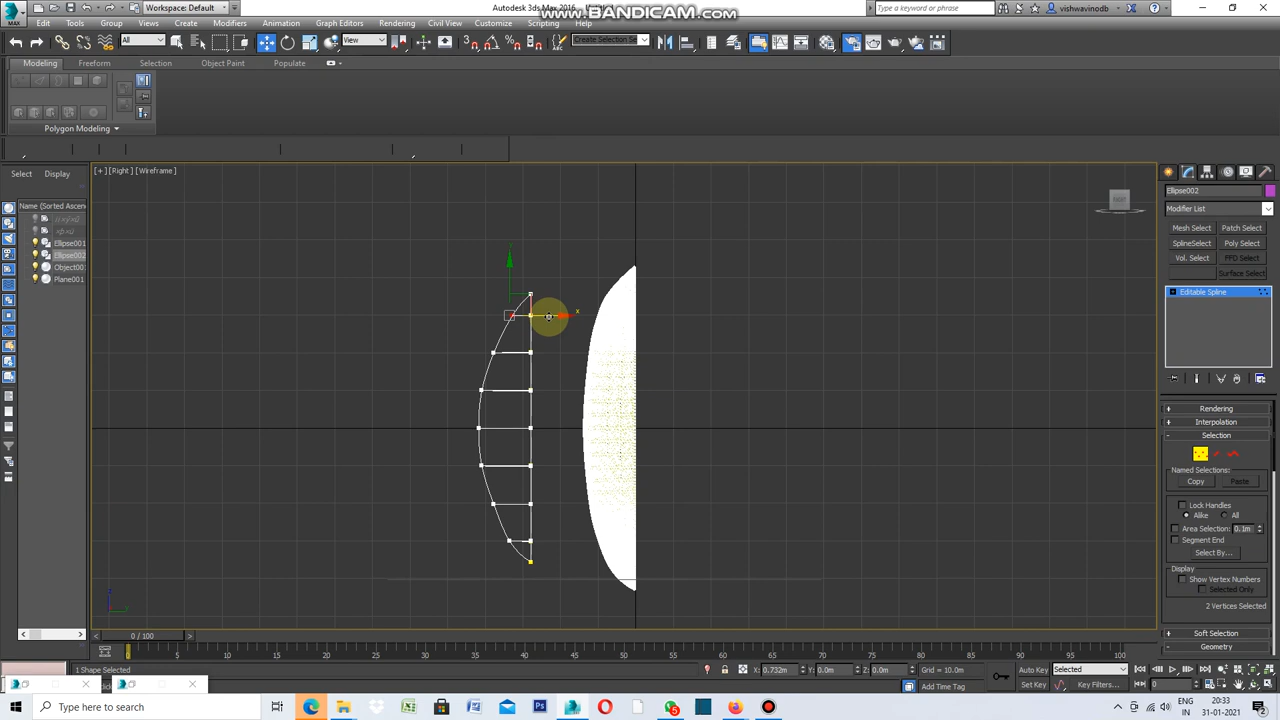 www.BANDICAM.com
Autodesk 3ds Max 2016
Workspace: Default
Type a keyword or phrase
vishwavinodb
MAX
Edit Tools Group Views Create Modifiers Animation Graph Editors Rendering Civil View Customize Scripting Help
All
View
Create Selection Se
Modeling Freeform Selection Object Paint Populate
Polygon Modeling
[+] [Right] [Wireframe]
Select Display
Name (Sorted Ascen
Ellipse001
Ellipse002
Object001
Plane001
x
z
Ellipse002
Modifier List
Mesh Select Patch Select
SplineSelect Poly Select
Vol. Select FFD Select
Surface Select
Editable Spline
+ Rendering
+ Interpolation
- Selection
Named Selections:
Copy Paste
Lock Handles
Alike All
Area Selection: 0.1m
Segment End
Select By...
Display
Show Vertex Numbers
Selected Only
2 Vertices Selected
+ Soft Selection
- Geometry
0 / 100
0 5 10 15 20 25 30 35 40 45 50 55 60 65 70 75 80 85 90 95 100
1 Shape Selected
X: 0.732m Y: 0.0m Z: 0.0m Grid = 10.0m
Add Time Tag
Auto Key Selected
Set Key Key Filters...
0
Type here to search
ENG
IN
20:33
31-01-2021